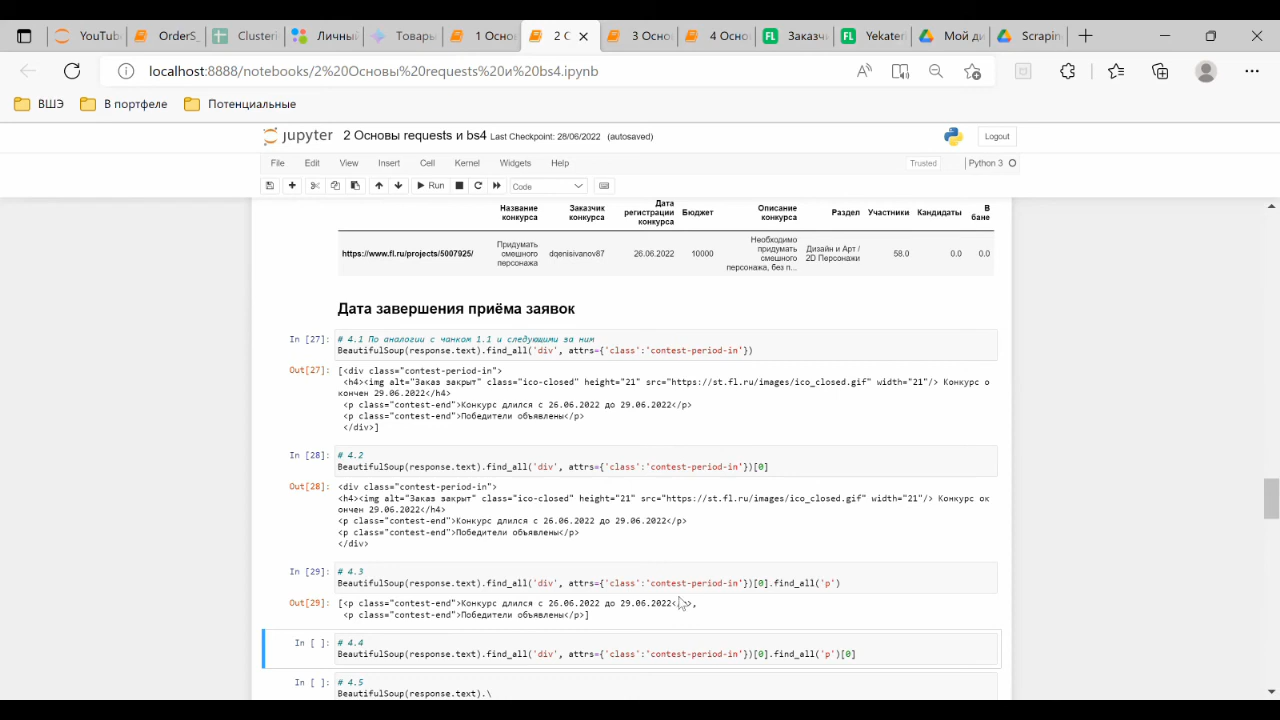 YouTub
OrderS_
Clusteri
Личный
Товары
1 Осно
2 О
3 Осно
4 Осно
Заказчи
Yekateri
Мой ди
Scrapin
localhost:8888/notebooks/2%20Основы%20requests%20и%20bs4.ipynb
ВШЭ
В портфеле
Потенциальные
jupyter 2 Основы requests и bs4 Last Checkpoint: 28/06/2022 (autosaved)
Logout
File Edit View Insert Cell Kernel Widgets Help
Trusted
Python 3
Run
Code
Название конкурса
Заказчик конкурса
Дата регистрации конкурса
Бюджет
Описание конкурса
Раздел
Участники
Кандидаты
В бане
https://www.fl.ru/projects/5007925/
Придумать смешного персонажа
dqenisivanov87
26.06.2022
10000
Необходимо придумать смешного персонажа, без п...
Дизайн и Арт / 2D Персонажи
58.0
0.0
0.0
Дата завершения приёма заявок
In [27]: # 4.1 По аналогии с чанком 1.1 и следующими за ним
BeautifulSoup(response.text).find_all('div', attrs={'class':'contest-period-in'})
Out[27]: [<div class="contest-period-in">
<h4><img alt="Заказ закрыт" class="ico-closed" height="21" src="https://st.fl.ru/images/ico_closed.gif" width="21"/> Конкурс о
кончен 29.06.2022</h4>
<p class="contest-end">Конкурс длился с 26.06.2022 до 29.06.2022</p>
<p class="contest-end">Победители объявлены</p>
</div>]
In [28]: # 4.2
BeautifulSoup(response.text).find_all('div', attrs={'class':'contest-period-in'})[0]
Out[28]: <div class="contest-period-in">
<h4><img alt="Заказ закрыт" class="ico-closed" height="21" src="https://st.fl.ru/images/ico_closed.gif" width="21"/> Конкурс ок
ончен 29.06.2022</h4>
<p class="contest-end">Конкурс длился с 26.06.2022 до 29.06.2022</p>
<p class="contest-end">Победители объявлены</p>
</div>
In [29]: # 4.3
BeautifulSoup(response.text).find_all('div', attrs={'class':'contest-period-in'})[0].find_all('p')
Out[29]: [<p class="contest-end">Конкурс длился с 26.06.2022 до 29.06.2022</p>,
<p class="contest-end">Победители объявлены</p>]
In [ ]: # 4.4
BeautifulSoup(response.text).find_all('div', attrs={'class':'contest-period-in'})[0].find_all('p')[0]
In [ ]: # 4.5
BeautifulSoup(response.text).\